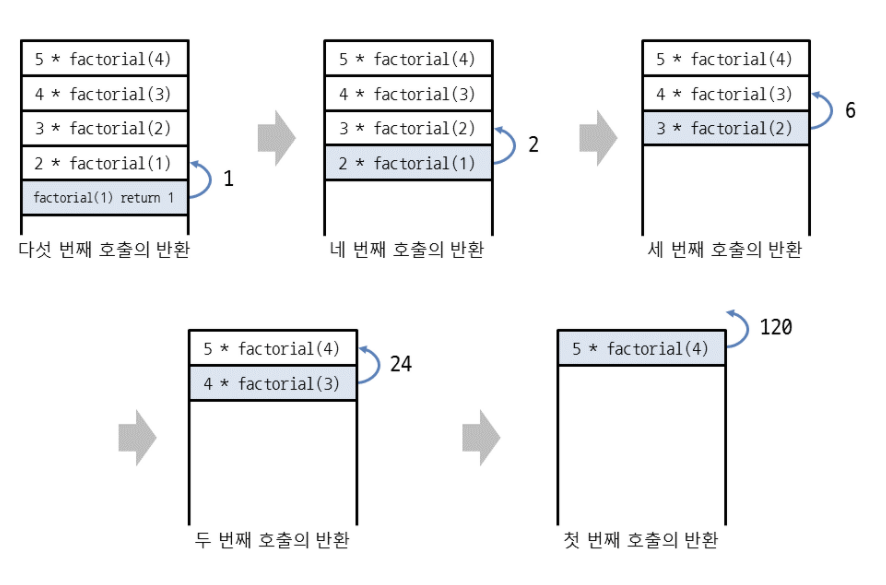 5 * factorial(4)
4 * factorial(3)
3 * factorial(2)
2 * factorial(1)
factorial(1) return 1
1
다섯 번째 호출의 반환
5 * factorial(4)
4 * factorial(3)
3 * factorial(2)
2 * factorial(1)
2
네 번째 호출의 반환
5 * factorial(4)
4 * factorial(3)
3 * factorial(2)
6
세 번째 호출의 반환
5 * factorial(4)
4 * factorial(3)
24
두 번째 호출의 반환
120
5 * factorial(4)
첫 번째 호출의 반환